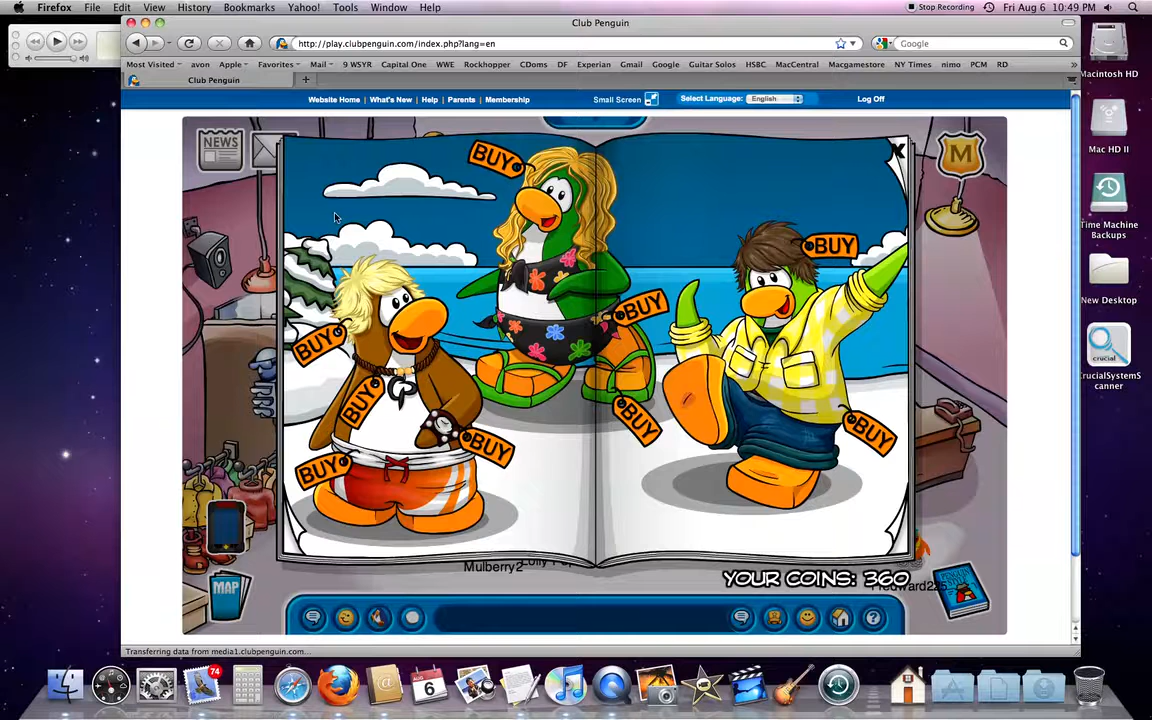 Firefox File Edit View History Bookmarks Yahoo! Tools Window Help
Stop Recording Fri Aug 6 10:49 PM
Club Penguin
http://play.clubpenguin.com/index.php?lang=en
Google
Most Visited avon Apple Favorites Mail 9 WSYR Capital One WWE Rockhopper CDoms DF Experian Gmail Google Guitar Solos HSBC MacCentral Macgamestore NY Times nimo PCM RD
Club Penguin
Website Home What's New Help Parents Membership Small Screen Select Language: English Log Off
Macintosh HD
Mac HD II
Time Machine
Backups
New Desktop
crucial
CrucialSystemS
canner
NEWS
M
BUY
BUY
BUY
BUY
BUY
BUY
BUY
BUY
BUY
Mulberry2
YOUR COINS: 360
MAP
Transferring data from media1.clubpenguin.com...
74
6